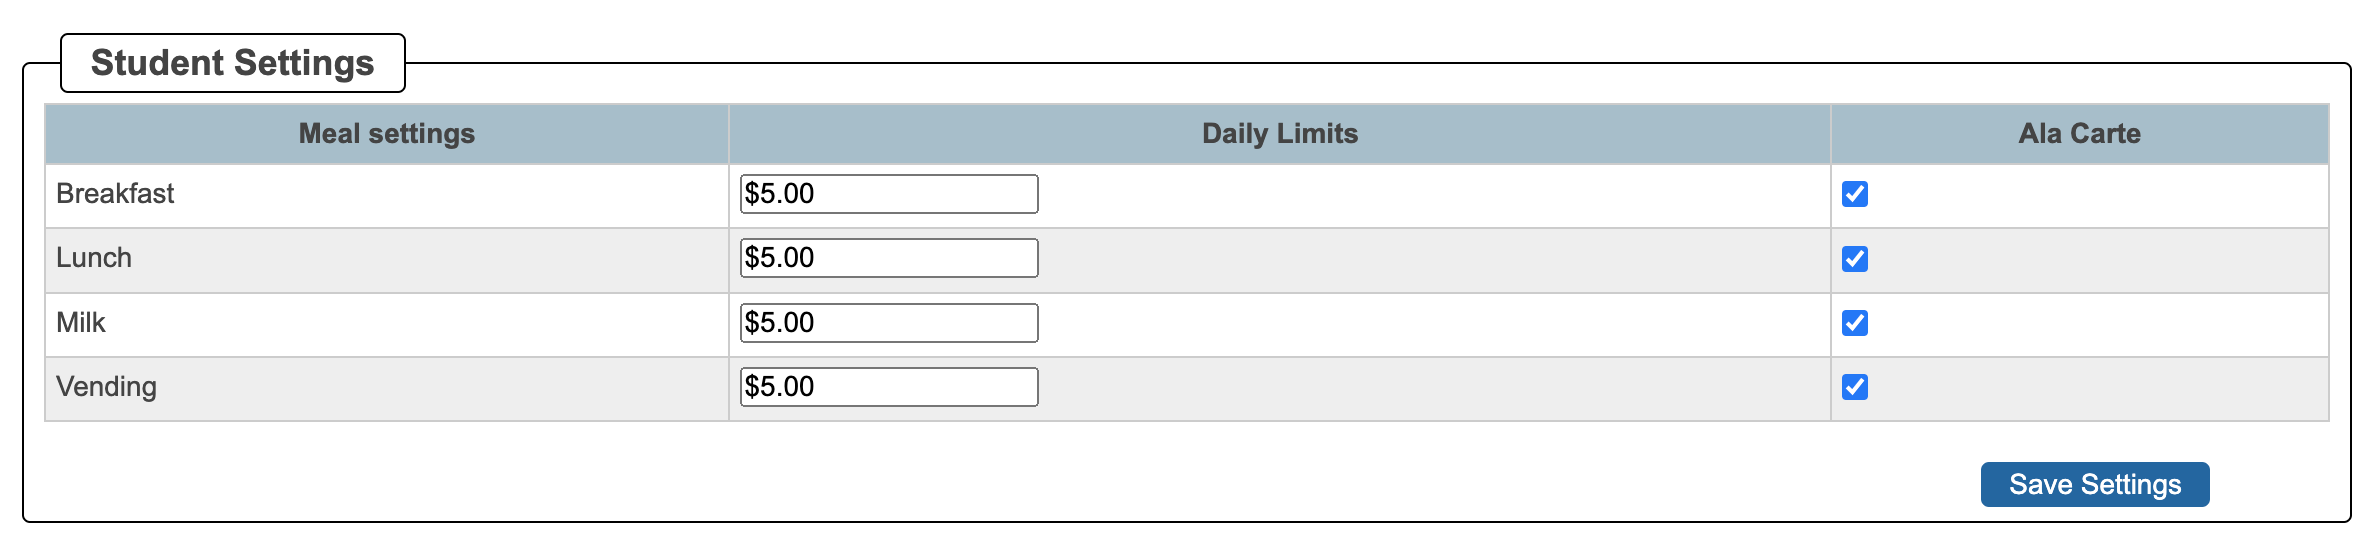 Student Settings
Meal settings Daily Limits Ala Carte
Breakfast $5.00
Lunch $5.00
Milk $5.00
Vending $5.00
Save Settings